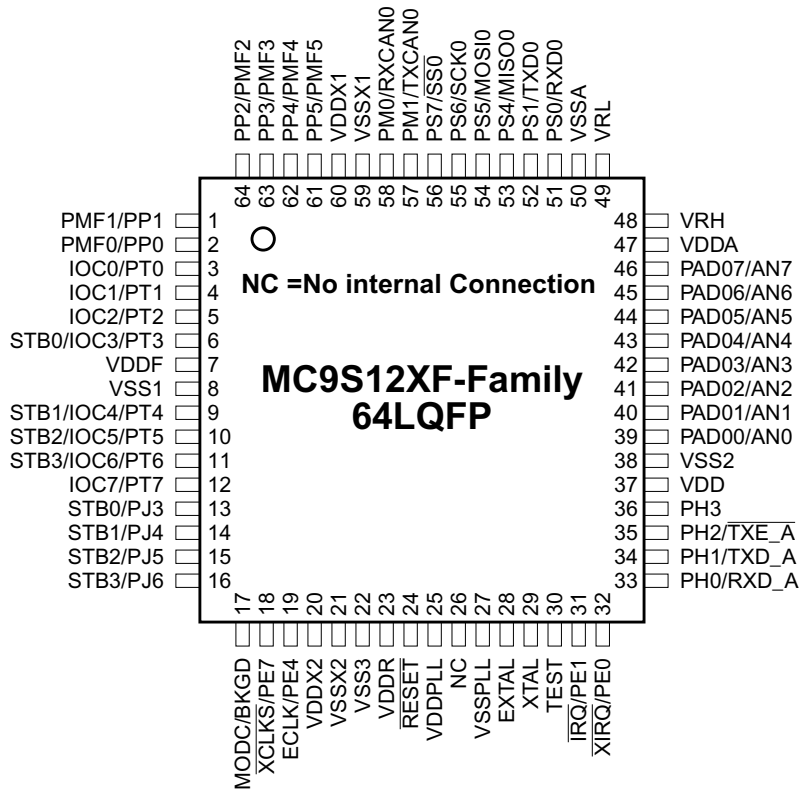 PP2/PMF2
PP3/PMF3
PP4/PMF4
PP5/PMF5
VDDX1
VSSX1
PM0/RXCAN0
PM1/TXCAN0
PS7/S̅S̅0̅
PS6/SCK0
PS5/MOSI0
PS4/MISO0
PS1/TXD0
PS0/RXD0
VSSA
VRL
64 63 62 61 60 59 58 57 56 55 54 53 52 51 50 49
PMF1/PP1 1
PMF0/PP0 2
IOC0/PT0 3
IOC1/PT1 4
IOC2/PT2 5
STB0/IOC3/PT3 6
VDDF 7
VSS1 8
STB1/IOC4/PT4 9
STB2/IOC5/PT5 10
STB3/IOC6/PT6 11
IOC7/PT7 12
STB0/PJ3 13
STB1/PJ4 14
STB2/PJ5 15
STB3/PJ6 16
NC =No internal Connection
MC9S12XF-Family
64LQFP
48 VRH
47 VDDA
46 PAD07/AN7
45 PAD06/AN6
44 PAD05/AN5
43 PAD04/AN4
42 PAD03/AN3
41 PAD02/AN2
40 PAD01/AN1
39 PAD00/AN0
38 VSS2
37 VDD
36 PH3
35 PH2/T̅X̅E̅_̅A̅
34 PH1/TXD_A
33 PH0/RXD_A
17 18 19 20 21 22 23 24 25 26 27 28 29 30 31 32
MODC/BKGD
X̅C̅L̅K̅S̅/PE7
ECLK/PE4
VDDX2
VSSX2
VSS3
VDDR
R̅E̅S̅E̅T̅
VDDPLL
NC
VSSPLL
EXTAL
XTAL
TEST
I̅R̅Q̅/PE1
X̅I̅R̅Q̅/PE0